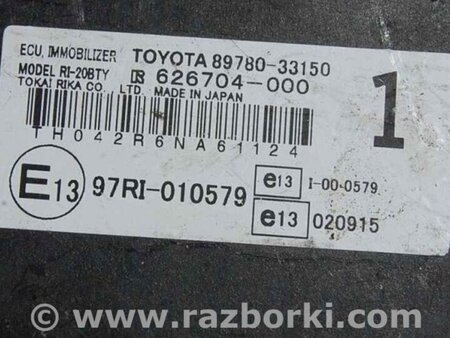 ECU, IMMOBILIZER TOYOTA 89780-33150
MODEL RI-20BTY 626704-000
TOKAI RIKA CO., LTD. MADE IN JAPAN
1
TH042R6NA61124
E13 97RI-010579
e13 I-00-0579
e13 020915
© www.razborki.com